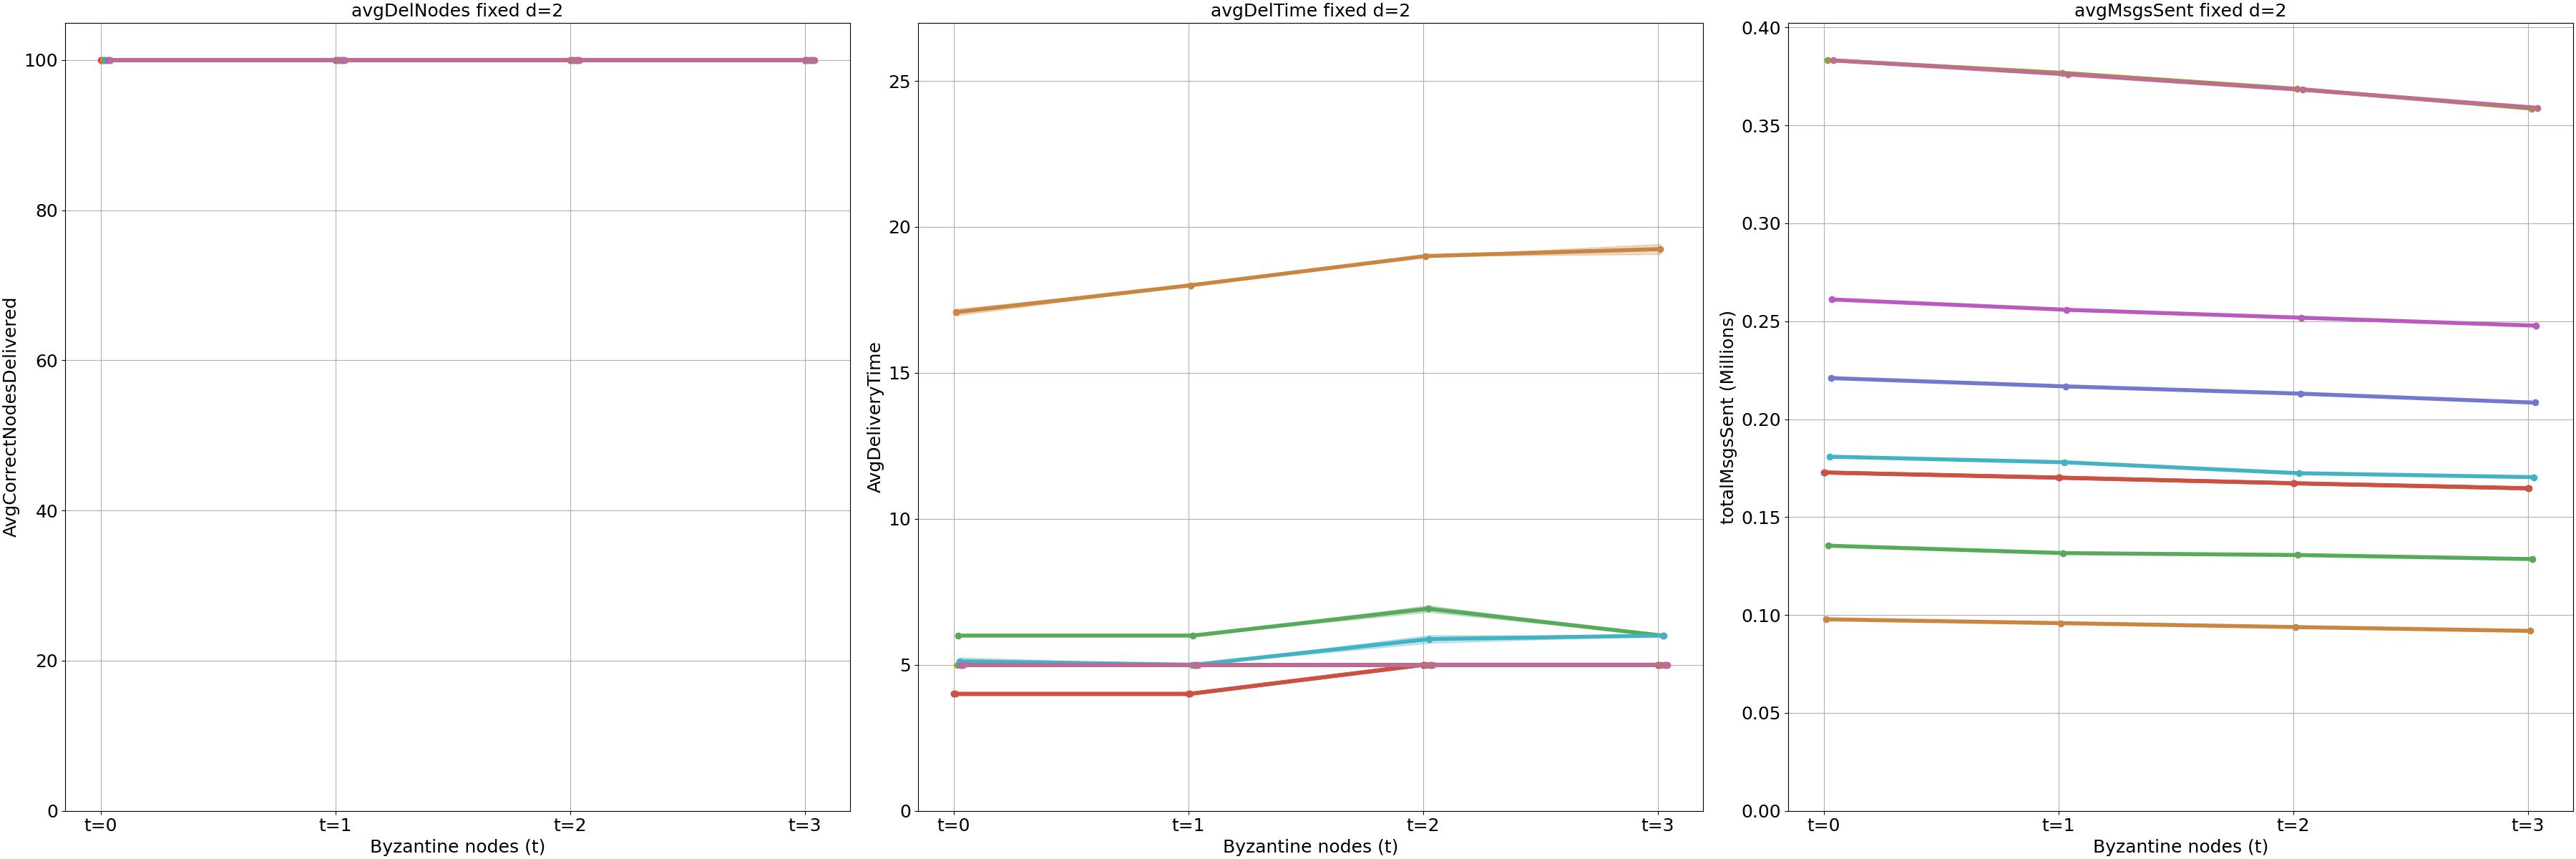 avgDelNodes fixed d=2
AvgCorrectNodesDelivered
100
80
60
40
20
0
t=0 t=1 t=2 t=3
Byzantine nodes (t)
avgDelTime fixed d=2
AvgDeliveryTime
25
20
15
10
5
0
t=0 t=1 t=2 t=3
Byzantine nodes (t)
avgMsgsSent fixed d=2
totalMsgsSent (Millions)
0.40
0.35
0.30
0.25
0.20
0.15
0.10
0.05
0.00
t=0 t=1 t=2 t=3
Byzantine nodes (t)